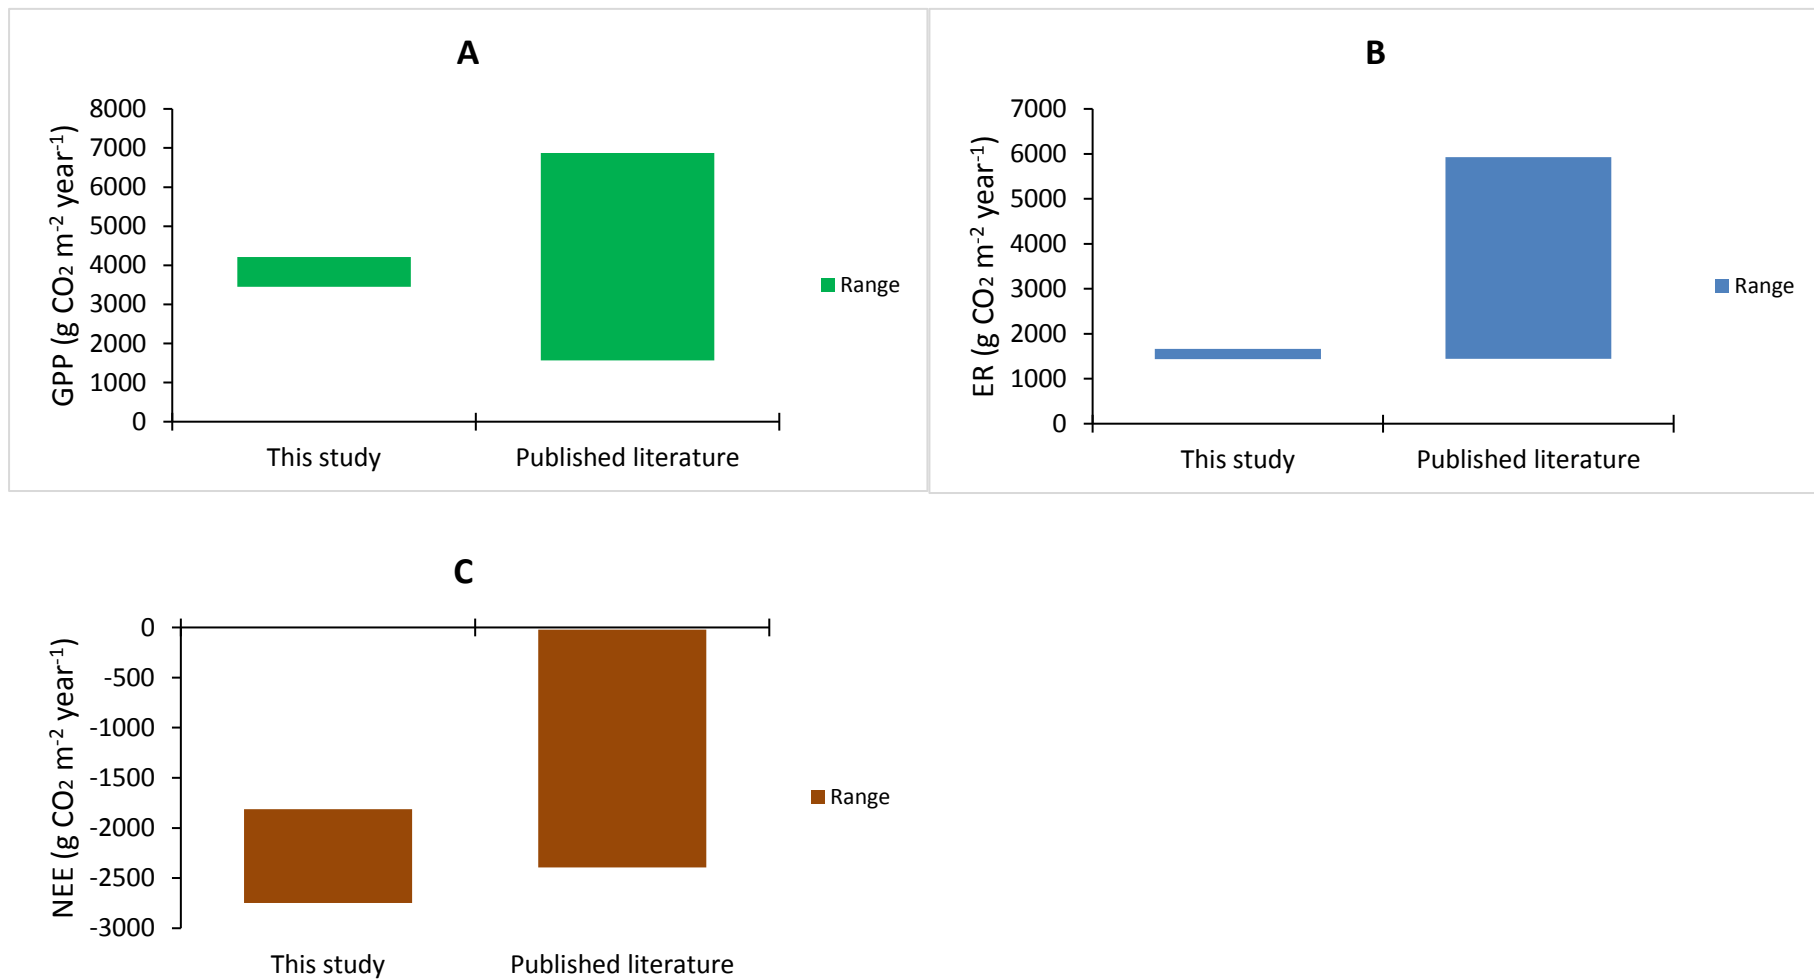 A
GPP (g CO2 m-2 year-1)
8000
7000
6000
5000
4000
3000
2000
1000
0
This study Published literature
Range
B
ER (g CO2 m-2 year-1)
7000
6000
5000
4000
3000
2000
1000
0
This study Published literature
Range
C
NEE (g CO2 m-2 year-1)
0
-500
-1000
-1500
-2000
-2500
-3000
This study Published literature
Range